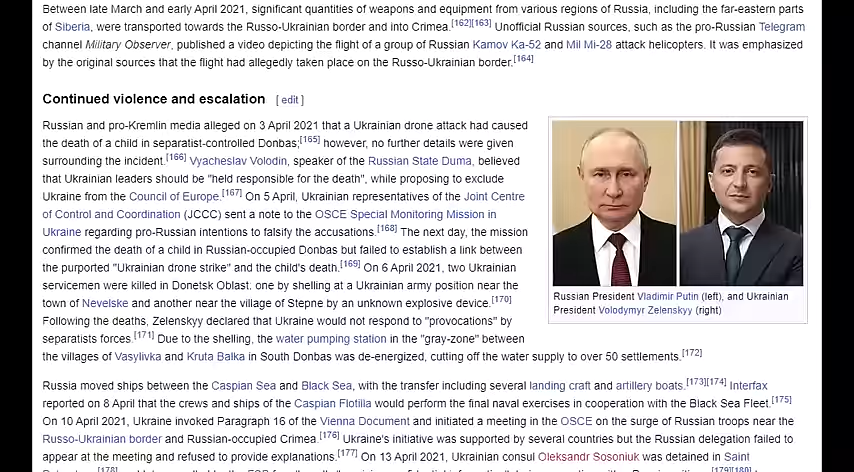 Between late March and early April 2021, significant quantities of weapons and equipment from various regions of Russia, including the far-eastern parts
of Siberia, were transported towards the Russo-Ukrainian border and into Crimea.[162][163] Unofficial Russian sources, such as the pro-Russian Telegram
channel Military Observer, published a video depicting the flight of a group of Russian Kamov Ka-52 and Mil Mi-28 attack helicopters. It was emphasized
by the original sources that the flight had allegedly taken place on the Russo-Ukrainian border.[164]
Continued violence and escalation [ edit ]
Russian and pro-Kremlin media alleged on 3 April 2021 that a Ukrainian drone attack had caused
the death of a child in separatist-controlled Donbas;[165] however, no further details were given
surrounding the incident.[166] Vyacheslav Volodin, speaker of the Russian State Duma, believed
that Ukrainian leaders should be "held responsible for the death", while proposing to exclude
Ukraine from the Council of Europe.[167] On 5 April, Ukrainian representatives of the Joint Centre
of Control and Coordination (JCCC) sent a note to the OSCE Special Monitoring Mission in
Ukraine regarding pro-Russian intentions to falsify the accusations.[168] The next day, the mission
confirmed the death of a child in Russian-occupied Donbas but failed to establish a link between
the purported "Ukrainian drone strike" and the child's death.[169] On 6 April 2021, two Ukrainian
servicemen were killed in Donetsk Oblast: one by shelling at a Ukrainian army position near the
town of Nevelske and another near the village of Stepne by an unknown explosive device.[170]
Following the deaths, Zelenskyy declared that Ukraine would not respond to "provocations" by
separatists forces.[171] Due to the shelling, the water pumping station in the "gray-zone" between
the villages of Vasylivka and Kruta Balka in South Donbas was de-energized, cutting off the water supply to over 50 settlements.[172]
Russian President Vladimir Putin (left), and Ukrainian
President Volodymyr Zelenskyy (right)
Russia moved ships between the Caspian Sea and Black Sea, with the transfer including several landing craft and artillery boats.[173][174] Interfax
reported on 8 April that the crews and ships of the Caspian Flotilla would perform the final naval exercises in cooperation with the Black Sea Fleet.[175]
On 10 April 2021, Ukraine invoked Paragraph 16 of the Vienna Document and initiated a meeting in the OSCE on the surge of Russian troops near the
Russo-Ukrainian border and Russian-occupied Crimea.[176] Ukraine's initiative was supported by several countries but the Russian delegation failed to
appear at the meeting and refused to provide explanations.[177] On 13 April 2021, Ukrainian consul Oleksandr Sosoniuk was detained in Saint
[178] [179][180]